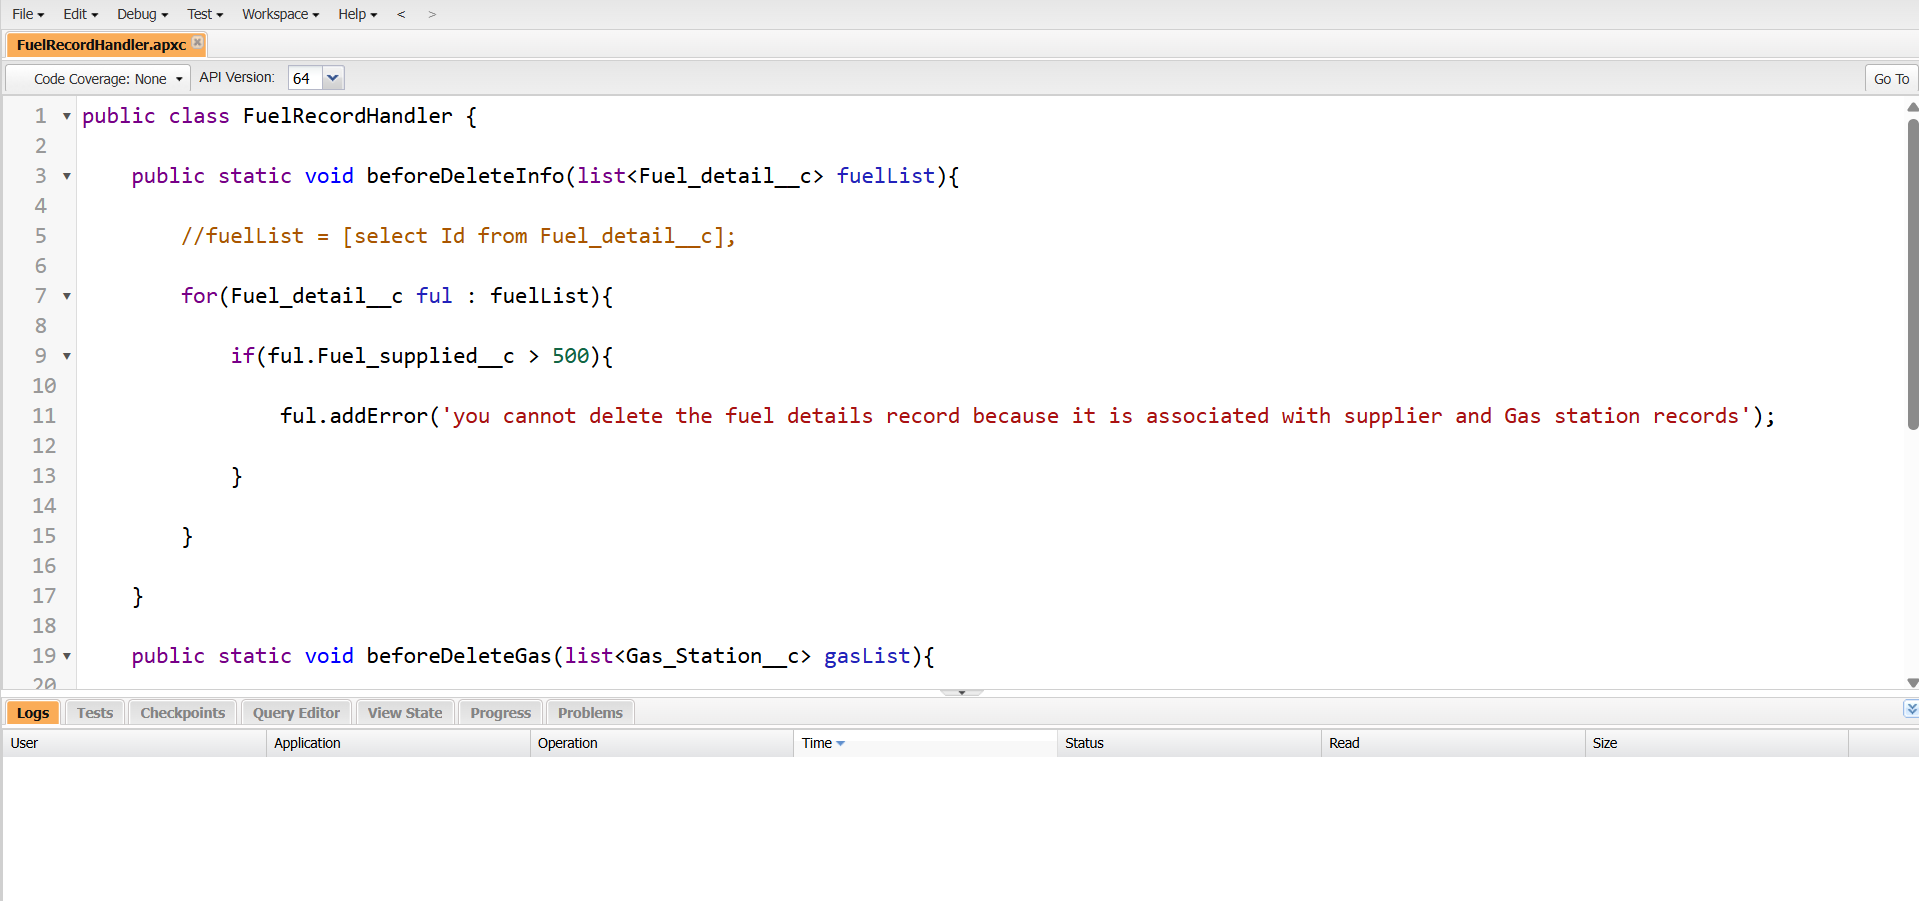 File Edit Debug Test Workspace Help < >
FuelRecordHandler.apxc
Code Coverage: None API Version: 64 Go To
1 public class FuelRecordHandler {
2
3 public static void beforeDeleteInfo(list<Fuel_detail__c> fuelList){
4
5 //fuelList = [select Id from Fuel_detail__c];
6
7 for(Fuel_detail__c ful : fuelList){
8
9 if(ful.Fuel_supplied__c > 500){
10
11 ful.addError('you cannot delete the fuel details record because it is associated with supplier and Gas station records');
12
13 }
14
15 }
16
17 }
18
19 public static void beforeDeleteGas(list<Gas_Station__c> gasList){
20
Logs Tests Checkpoints Query Editor View State Progress Problems
User Application Operation Time Status Read Size